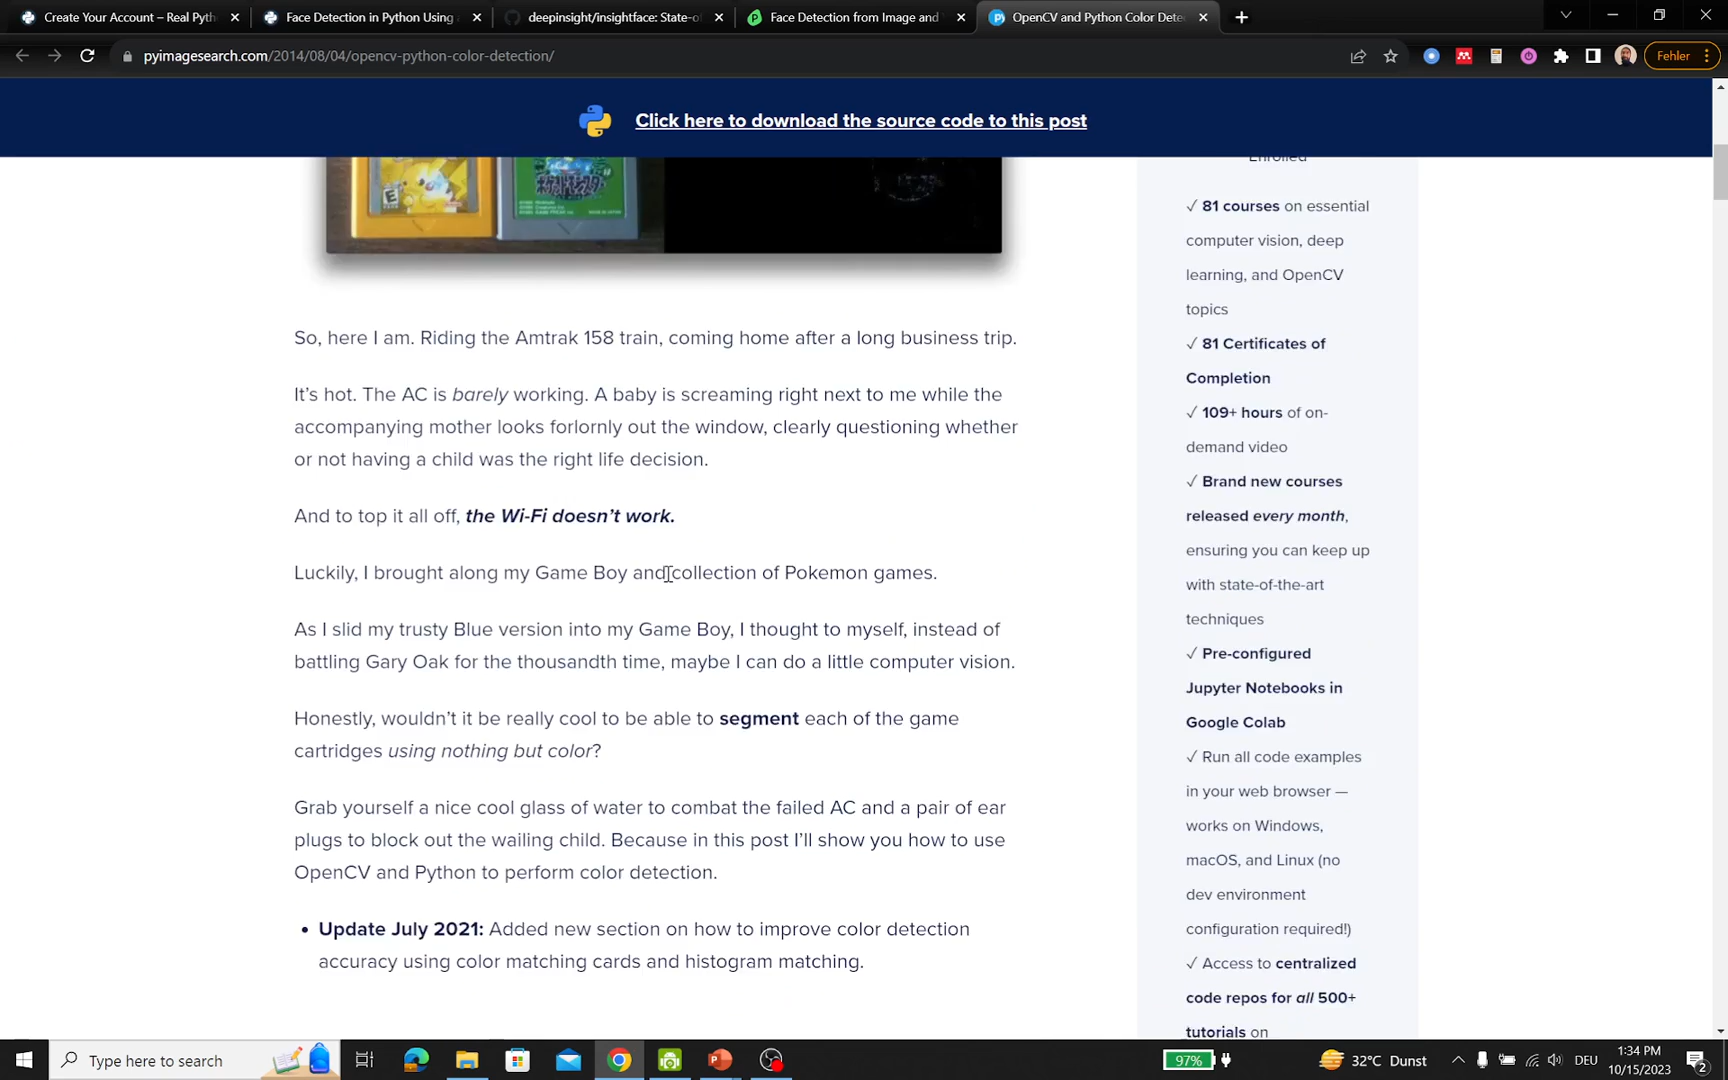 Create Your Account – Real Pyth
Face Detection in Python Using
deepinsight/insightface: State-o
Face Detection from Image and
OpenCV and Python Color Dete
pyimagesearch.com/2014/08/04/opencv-python-color-detection/
Fehler
Click here to download the source code to this post
So, here I am. Riding the Amtrak 158 train, coming home after a long business trip.
It's hot. The AC is barely working. A baby is screaming right next to me while the
accompanying mother looks forlornly out the window, clearly questioning whether
or not having a child was the right life decision.
And to top it all off, the Wi-Fi doesn't work.
Luckily, I brought along my Game Boy and collection of Pokemon games.
As I slid my trusty Blue version into my Game Boy, I thought to myself, instead of
battling Gary Oak for the thousandth time, maybe I can do a little computer vision.
Honestly, wouldn't it be really cool to be able to segment each of the game
cartridges using nothing but color?
Grab yourself a nice cool glass of water to combat the failed AC and a pair of ear
plugs to block out the wailing child. Because in this post I'll show you how to use
OpenCV and Python to perform color detection.
• Update July 2021: Added new section on how to improve color detection
accuracy using color matching cards and histogram matching.
Enrolled
✓ 81 courses on essential
computer vision, deep
learning, and OpenCV
topics
✓ 81 Certificates of
Completion
✓ 109+ hours of on-
demand video
✓ Brand new courses
released every month,
ensuring you can keep up
with state-of-the-art
techniques
✓ Pre-configured
Jupyter Notebooks in
Google Colab
✓ Run all code examples
in your web browser —
works on Windows,
macOS, and Linux (no
dev environment
configuration required!)
✓ Access to centralized
code repos for all 500+
tutorials on
Type here to search
97%
32°C Dunst
DEU
1:34 PM
10/15/2023
2